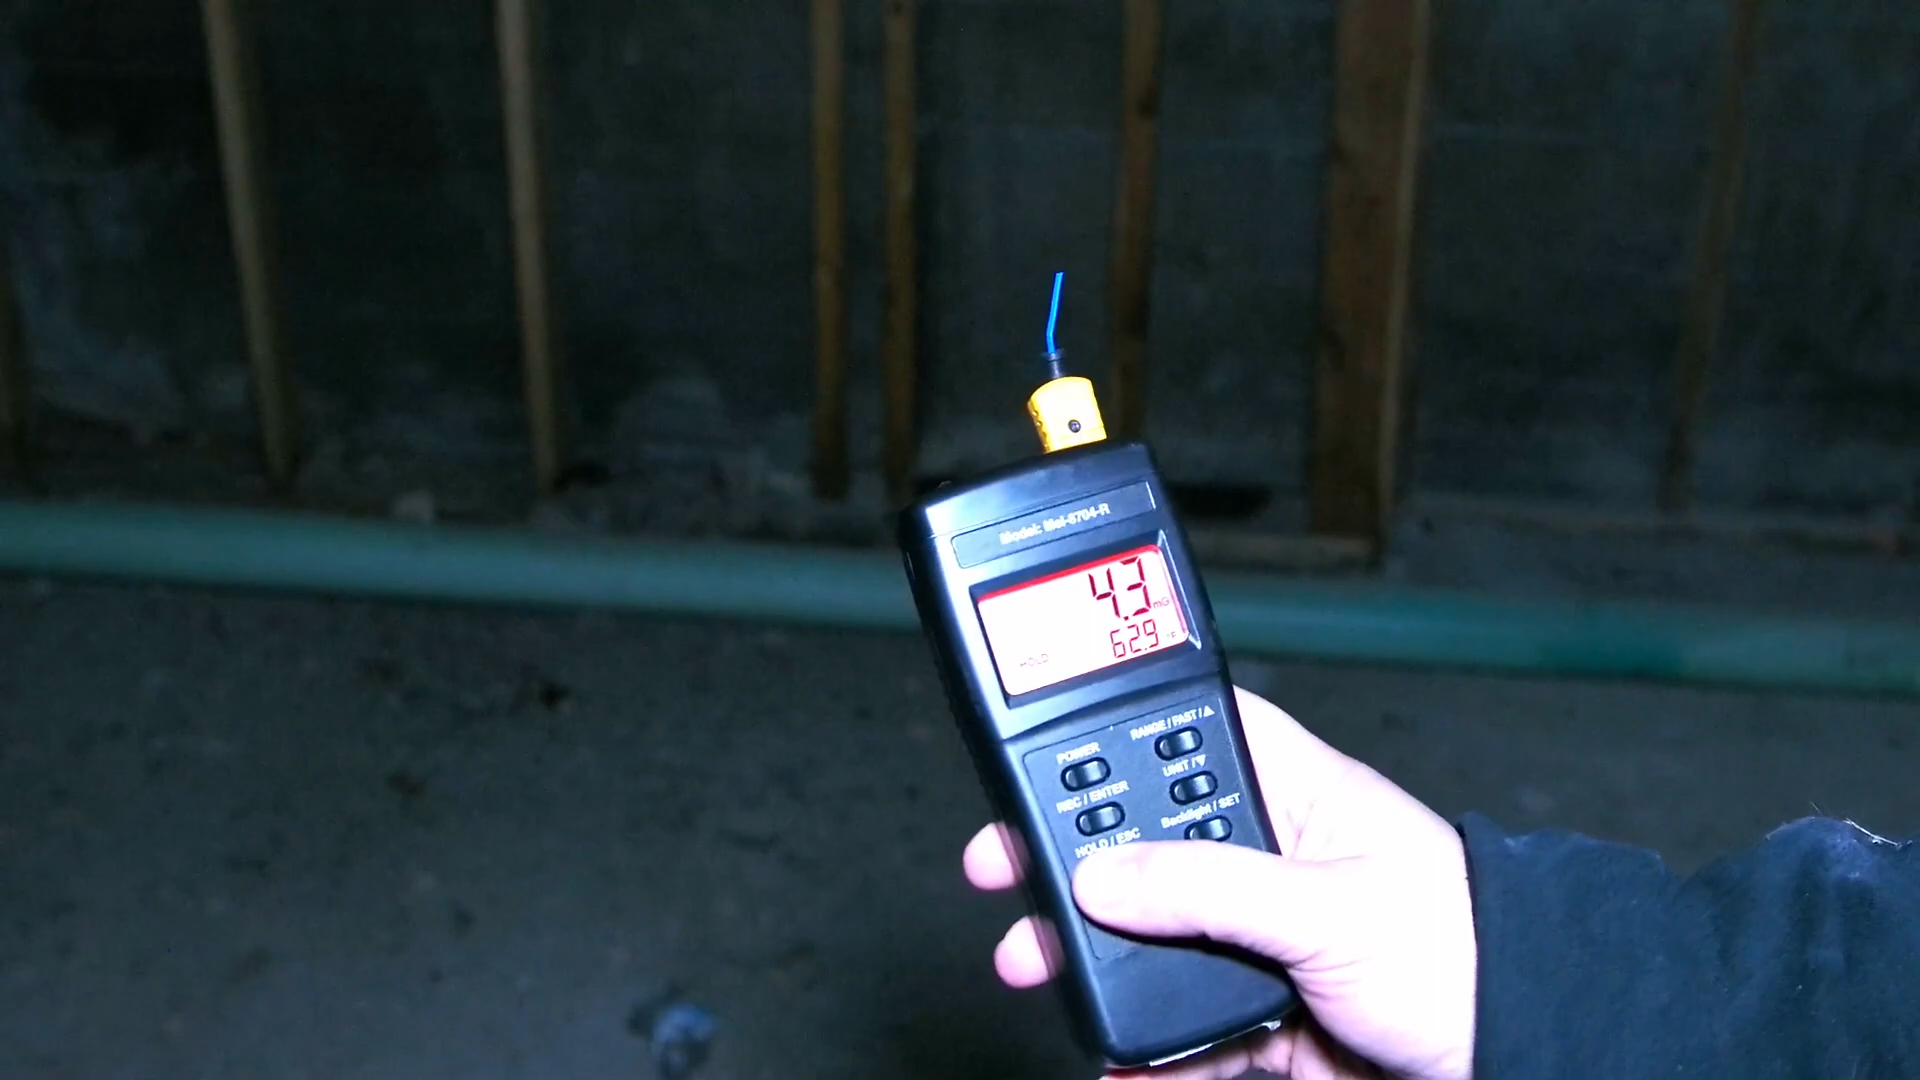 Model: Mel-8704-R
4.3 mG
62.9 °F
HOLD
POWER
RANGE / FAST / ▲
REC / ENTER
UNIT / ▼
HOLD / ESC
Backlight / SET